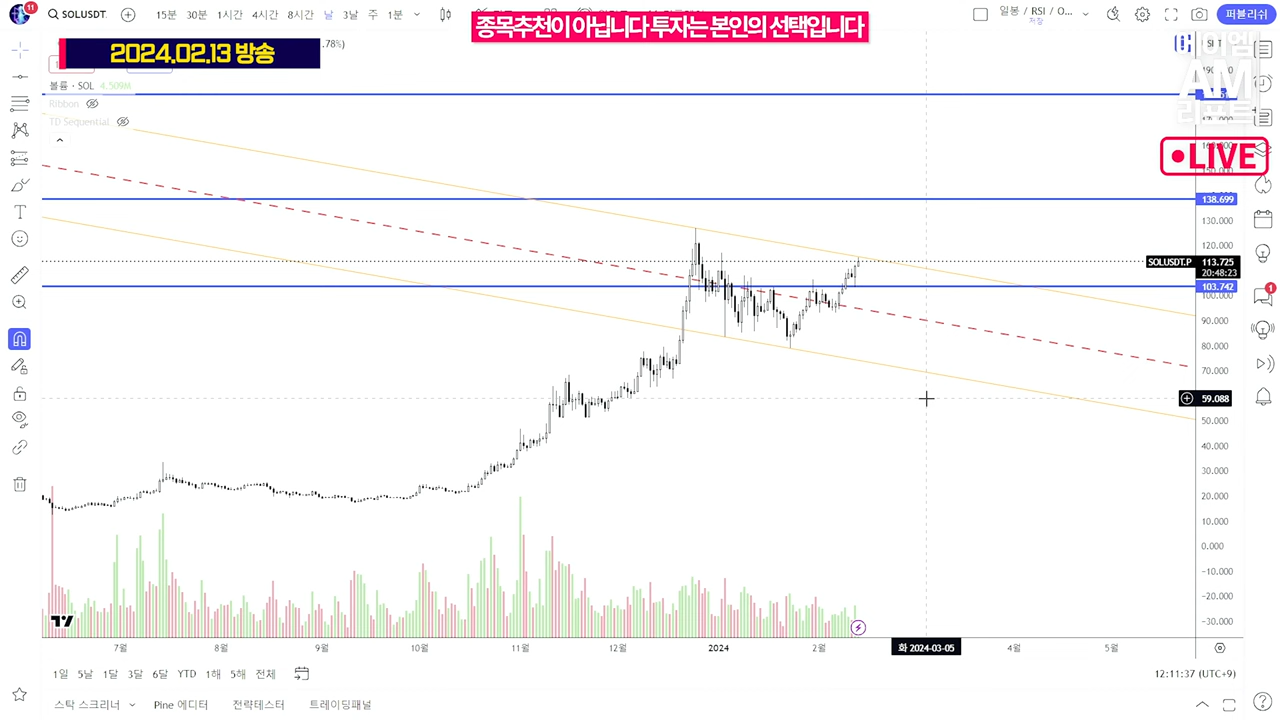 11
SOLUSDT
15분 30분 1시간 4시간 8시간 날 3날 주 1분
종목추천이 아닙니다 투자는 본인의 선택입니다
일봉 / RSI / O...
저장
퍼블리쉬
2024.02.13 방송
.78%)
볼륨 · SOL 4.509M
Ribbon
TD Sequential
AM
LIVE
138.699
130.000
120.000
SOLUSDT.P 113.725
20:48:23
103.742
100.000
90.000
80.000
70.000
59.088
50.000
40.000
30.000
20.000
10.000
0.000
−10.000
−20.000
−30.000
1
7월 8월 9월 10월 11월 12월 2024 2월 화 2024-03-05 4월 5월
1일 5날 1달 3달 6달 YTD 1해 5해 전체
12:11:37 (UTC+9)
스탁 스크리너 Pine 에디터 전략테스터 트레이딩패널